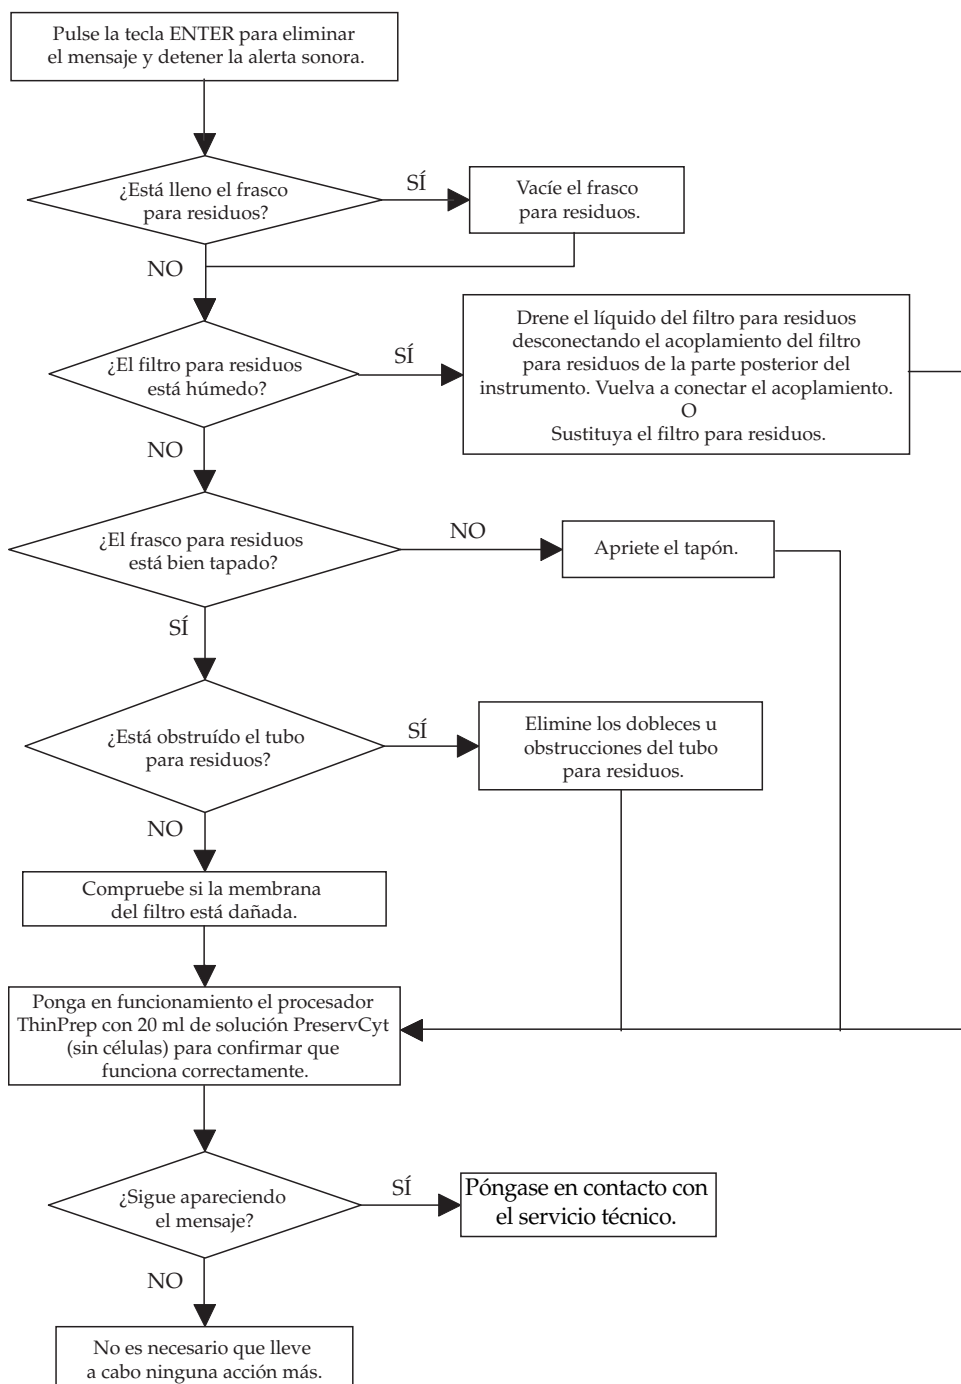 Pulse la tecla ENTER para eliminar
el mensaje y detener la alerta sonora.
¿Está lleno el frasco
para residuos?
SÍ
Vacíe el frasco
para residuos.
NO
¿El filtro para residuos
está húmedo?
SÍ
Drene el líquido del filtro para residuos
desconectando el acoplamiento del filtro
para residuos de la parte posterior del
instrumento. Vuelva a conectar el acoplamiento.
O
Sustituya el filtro para residuos.
NO
¿El frasco para residuos
está bien tapado?
NO
Apriete el tapón.
SÍ
¿Está obstruído el tubo
para residuos?
SÍ
Elimine los dobleces u
obstrucciones del tubo
para residuos.
NO
Compruebe si la membrana
del filtro está dañada.
Ponga en funcionamiento el procesador
ThinPrep con 20 ml de solución PreservCyt
(sin células) para confirmar que
funciona correctamente.
¿Sigue apareciendo
el mensaje?
SÍ
Póngase en contacto con
el servicio técnico.
NO
No es necesario que lleve
a cabo ninguna acción más.